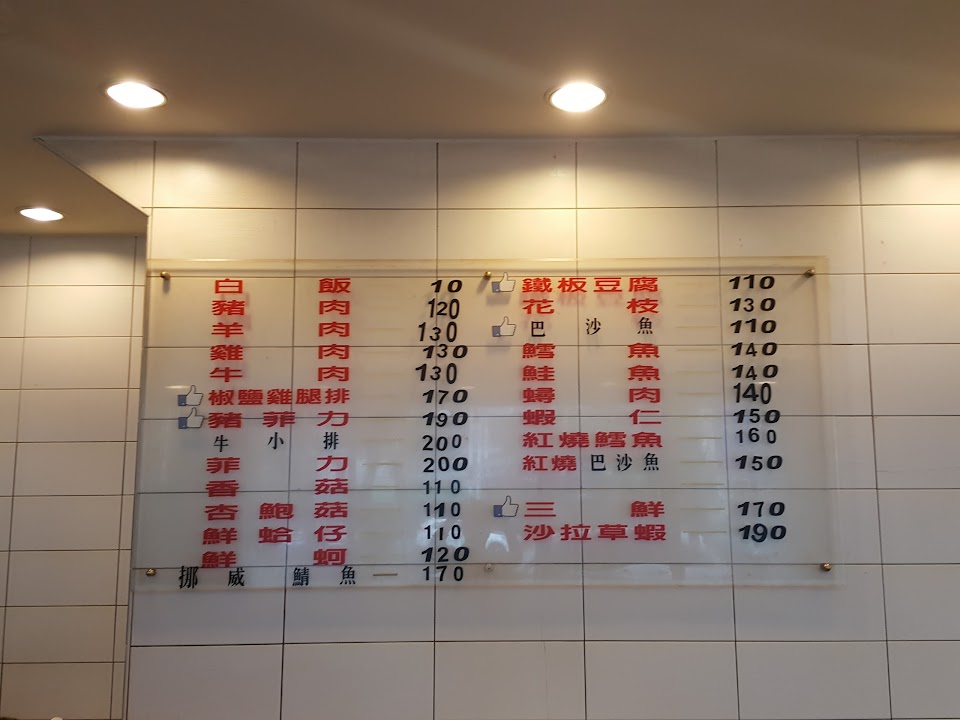 白飯 10
豬肉 120
羊肉 130
雞肉 130
牛肉 130
椒鹽雞腿排 170
豬菲力 190
牛小排 200
菲力 200
香菇 110
杏鮑菇 110
鮮蛤仔 110
鮮蚵 120
挪威鯖魚 170
鐵板豆腐 110
花枝 130
巴沙魚 110
鱈魚 140
鮭魚 140
蟳肉 140
蝦仁 150
紅燒鱈魚 160
紅燒巴沙魚 150
三鮮 170
沙拉草蝦 190